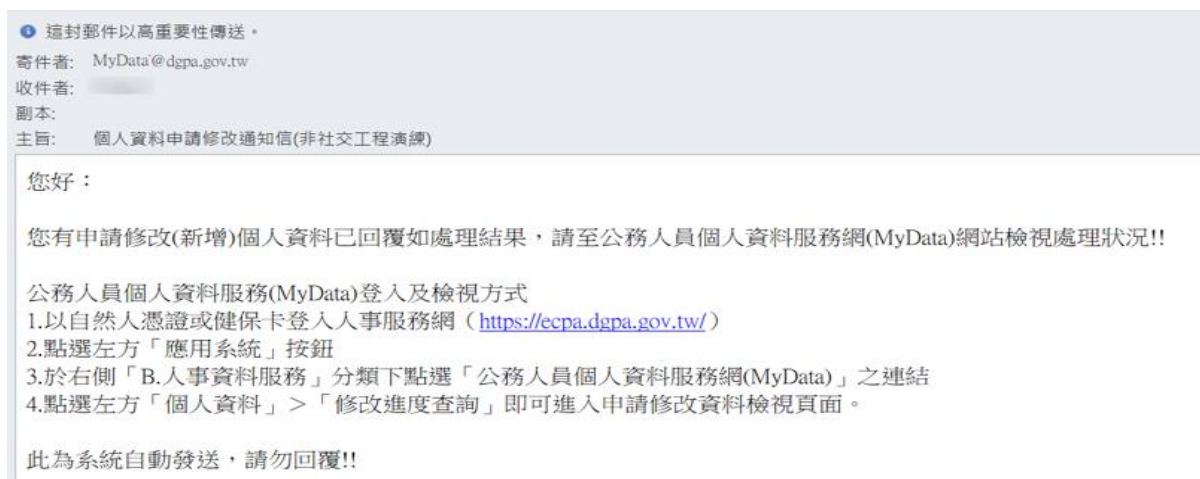 這封郵件以高重要性傳送。
寄件者: MyData@dgpa.gov.tw
收件者:
副本:
主旨: 個人資料申請修改通知信(非社交工程演練)
您好：
您有申請修改(新增)個人資料已回覆如處理結果，請至公務人員個人資料服務網(MyData)網站檢視處理狀況!!
公務人員個人資料服務(MyData)登入及檢視方式
1.以自然人憑證或健保卡登入人事服務網（https://ecpa.dgpa.gov.tw/）
2.點選左方「應用系統」按鈕
3.於右側「B.人事資料服務」分類下點選「公務人員個人資料服務網(MyData)」之連結
4.點選左方「個人資料」＞「修改進度查詢」即可進入申請修改資料檢視頁面。
此為系統自動發送，請勿回覆!!